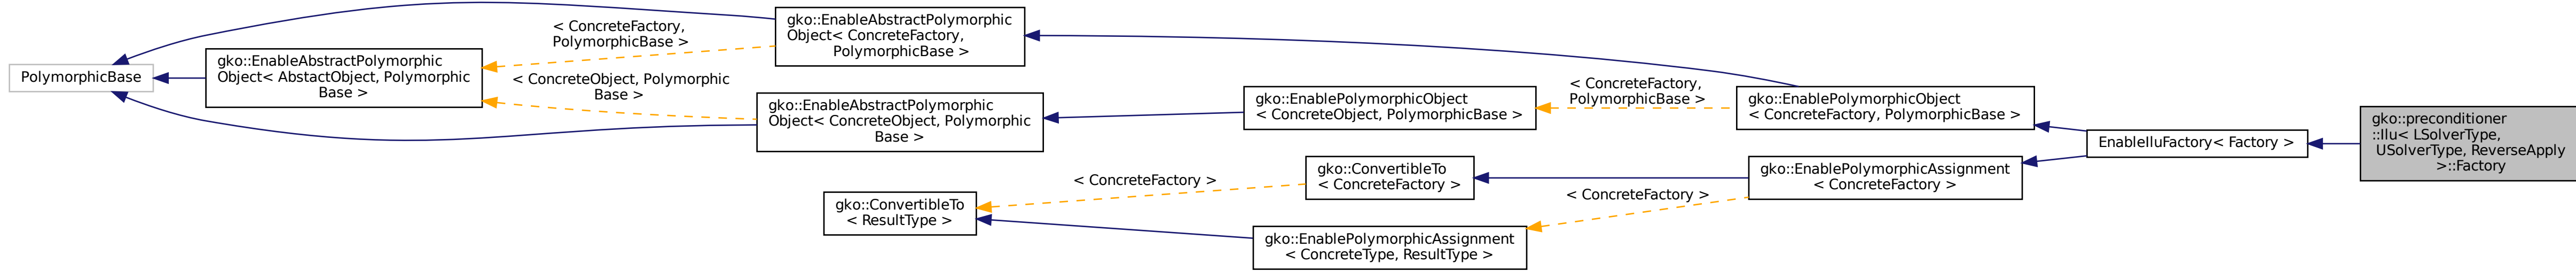 PolymorphicBase
gko::EnableAbstractPolymorphic
Object< AbstactObject, Polymorphic
Base >
< ConcreteFactory,
PolymorphicBase >
< ConcreteObject, Polymorphic
Base >
gko::EnableAbstractPolymorphic
Object< ConcreteFactory,
PolymorphicBase >
gko::EnableAbstractPolymorphic
Object< ConcreteObject, Polymorphic
Base >
gko::ConvertibleTo
< ResultType >
< ConcreteFactory >
gko::EnablePolymorphicObject
< ConcreteObject, PolymorphicBase >
gko::ConvertibleTo
< ConcreteFactory >
gko::EnablePolymorphicAssignment
< ConcreteType, ResultType >
< ConcreteFactory,
PolymorphicBase >
< ConcreteFactory >
gko::EnablePolymorphicObject
< ConcreteFactory, PolymorphicBase >
gko::EnablePolymorphicAssignment
< ConcreteFactory >
EnableIluFactory< Factory >
gko::preconditioner
::Ilu< LSolverType,
USolverType, ReverseApply
>::Factory